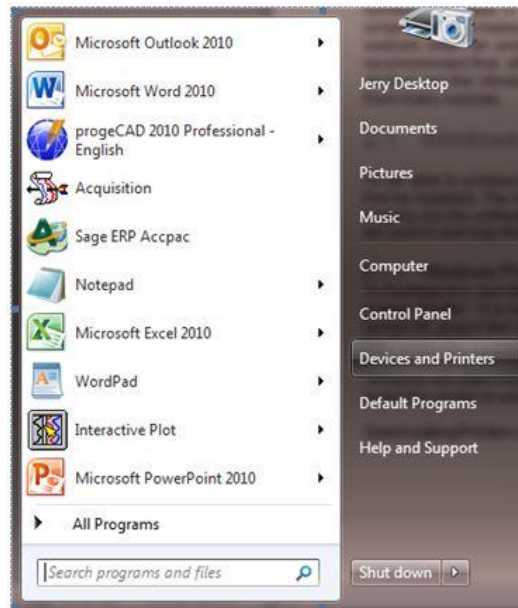 Microsoft Outlook 2010
Microsoft Word 2010
progeCAD 2010 Professional -
English
Acquisition
Sage ERP Accpac
Notepad
Microsoft Excel 2010
WordPad
Interactive Plot
Microsoft PowerPoint 2010
All Programs
Search programs and files
Jerry Desktop
Documents
Pictures
Music
Computer
Control Panel
Devices and Printers
Default Programs
Help and Support
Shut down